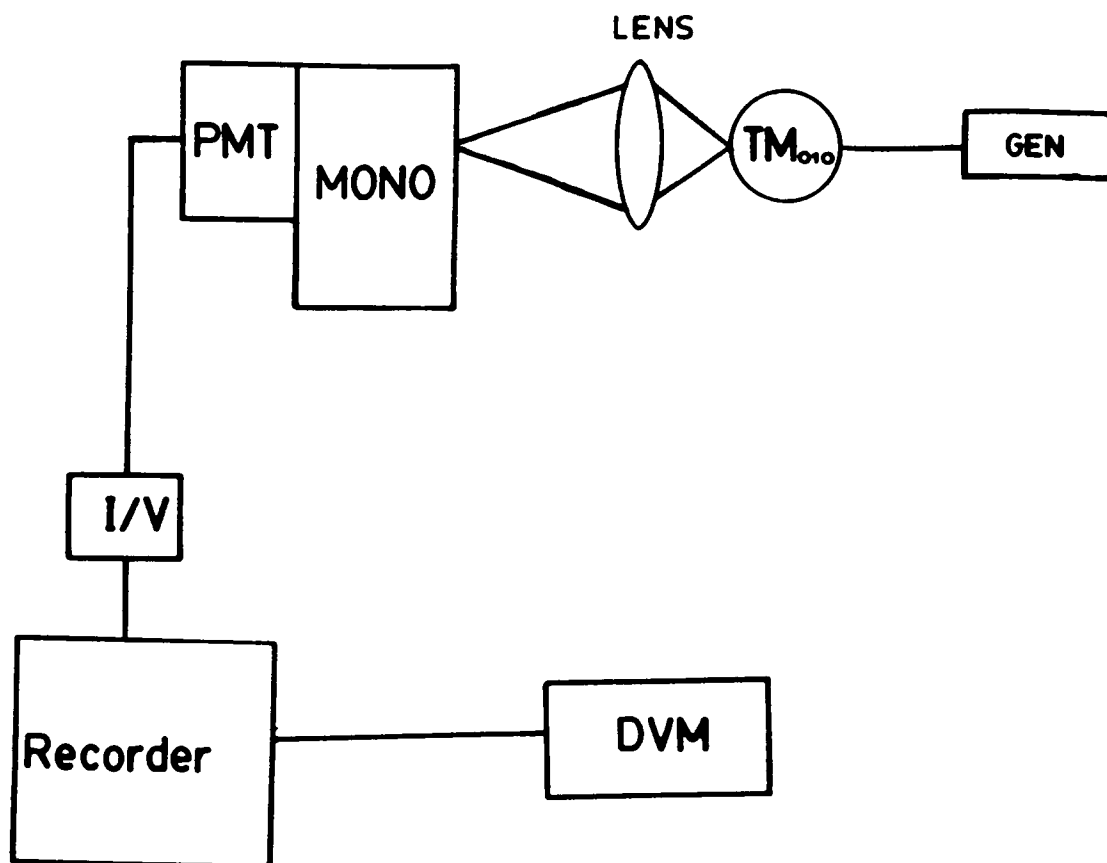 LENS
PMT
MONO
TM₀₁₀
GEN
I/V
Recorder
DVM